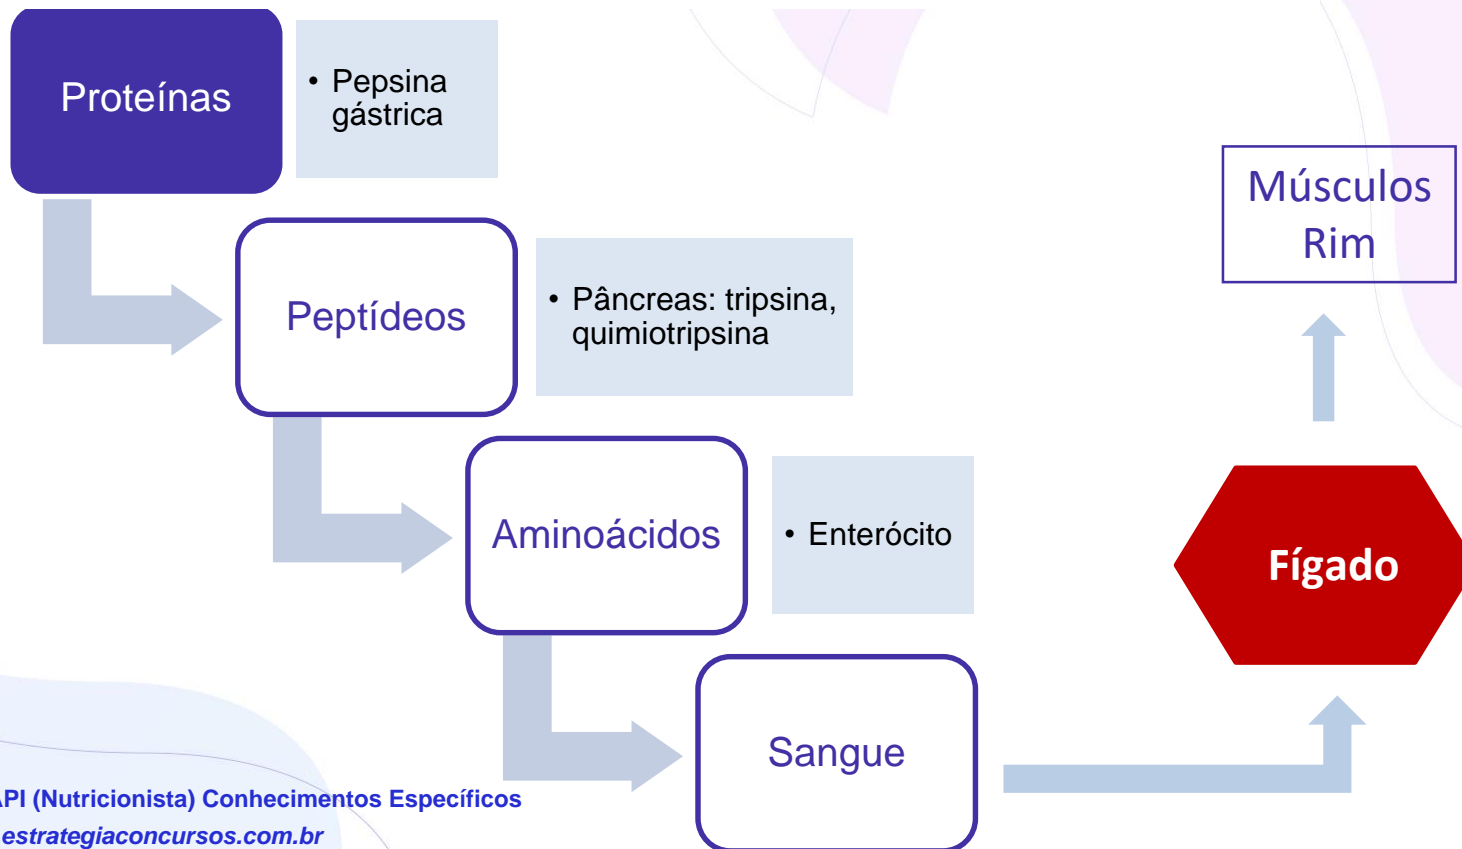 Proteínas
• Pepsina
gástrica
Peptídeos
• Pâncreas: tripsina,
quimiotripsina
Aminoácidos
• Enterócito
Sangue
Músculos
Rim
Fígado
API (Nutricionista) Conhecimentos Específicos
estrategiaconcursos.com.br